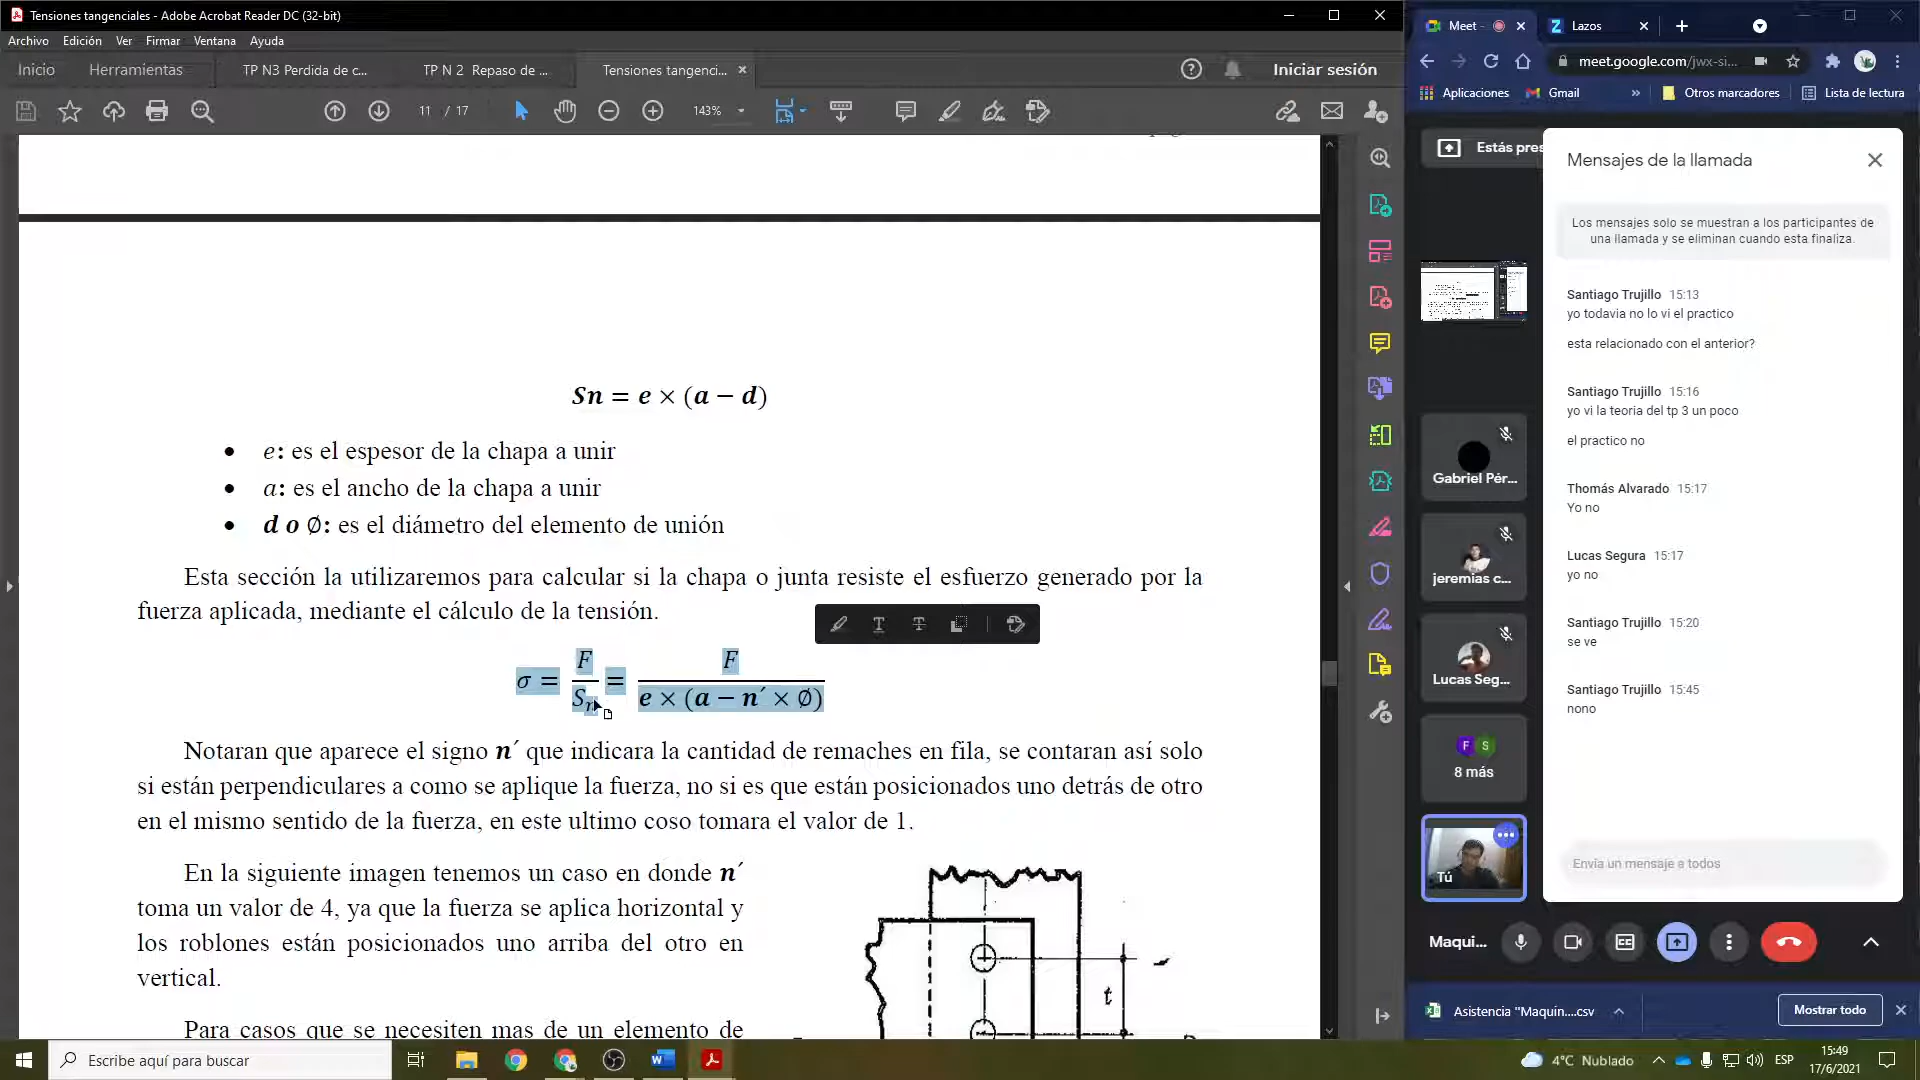 Tensiones tangenciales - Adobe Acrobat Reader DC (32-bit)
Archivo Edición Ver Firmar Ventana Ayuda
Inicio Herramientas TP N3 Perdida de c... TP N 2 Repaso de ... Tensiones tangenci... Iniciar sesión
11 / 17 143%
Sn = e × (a − d)
• e: es el espesor de la chapa a unir
• a: es el ancho de la chapa a unir
• d o ∅: es el diámetro del elemento de unión
Esta sección la utilizaremos para calcular si la chapa o junta resiste el esfuerzo generado por la
fuerza aplicada, mediante el cálculo de la tensión.
σ = F / Sn = F / e × (a − n´ × ∅)
Notaran que aparece el signo n´ que indicara la cantidad de remaches en fila, se contaran así solo
si están perpendiculares a como se aplique la fuerza, no si es que están posicionados uno detrás de otro
en el mismo sentido de la fuerza, en este ultimo coso tomara el valor de 1.
En la siguiente imagen tenemos un caso en donde n´
toma un valor de 4, ya que la fuerza se aplica horizontal y
los roblones están posicionados uno arriba del otro en
vertical.
Para casos que se necesiten mas de un elemento de
t
Meet - Lazos
meet.google.com/jwx-si...
Aplicaciones Gmail » Otros marcadores Lista de lectura
Estás pres
Mensajes de la llamada
Los mensajes solo se muestran a los participantes de
una llamada y se eliminan cuando esta finaliza.
Santiago Trujillo 15:13
yo todavia no lo vi el practico
esta relacionado con el anterior?
Santiago Trujillo 15:16
yo vi la teoria del tp 3 un poco
el practico no
Thomás Alvarado 15:17
Yo no
Lucas Segura 15:17
yo no
Santiago Trujillo 15:20
se ve
Santiago Trujillo 15:45
nono
Envía un mensaje a todos
Gabriel Pér...
jeremias c...
Lucas Seg...
F S
8 más
Tú
Maqui...
Asistencia "Maquín....csv Mostrar todo
Escribe aquí para buscar
4°C Nublado ESP 15:49
17/6/2021